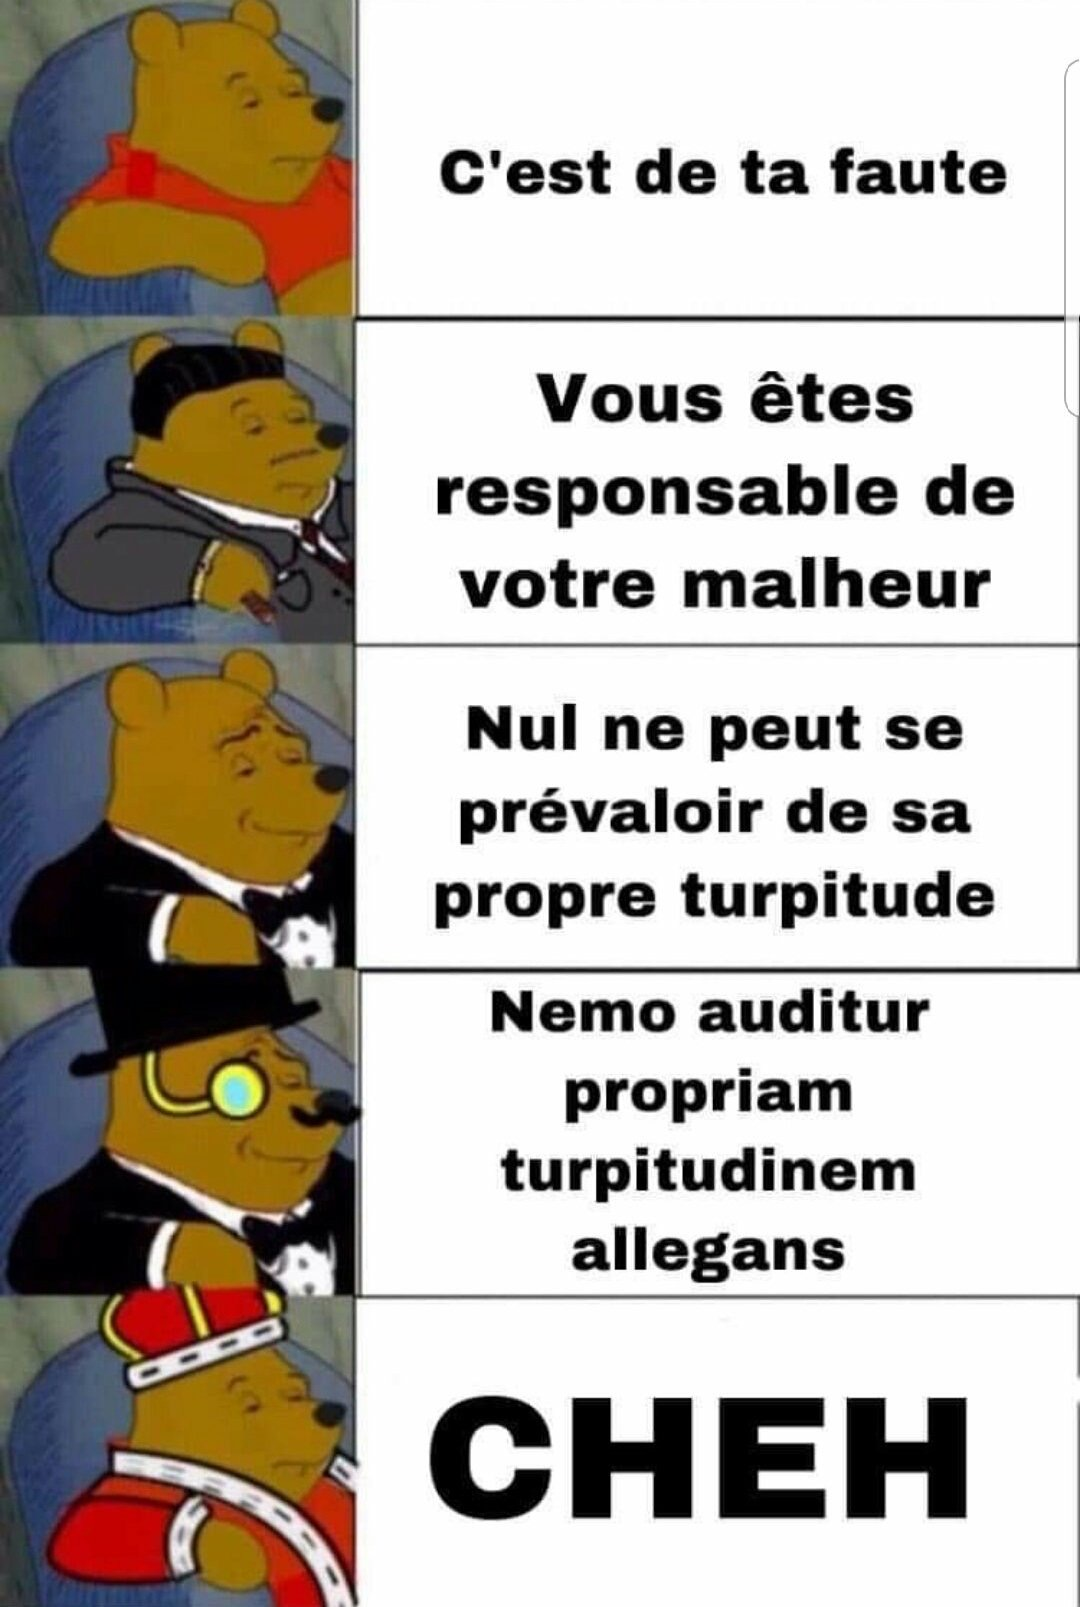 C'est de ta faute
Vous êtes
responsable de
votre malheur
Nul ne peut se
prévaloir de sa
propre turpitude
Nemo auditur
propriam
turpitudinem
allegans
CHEH